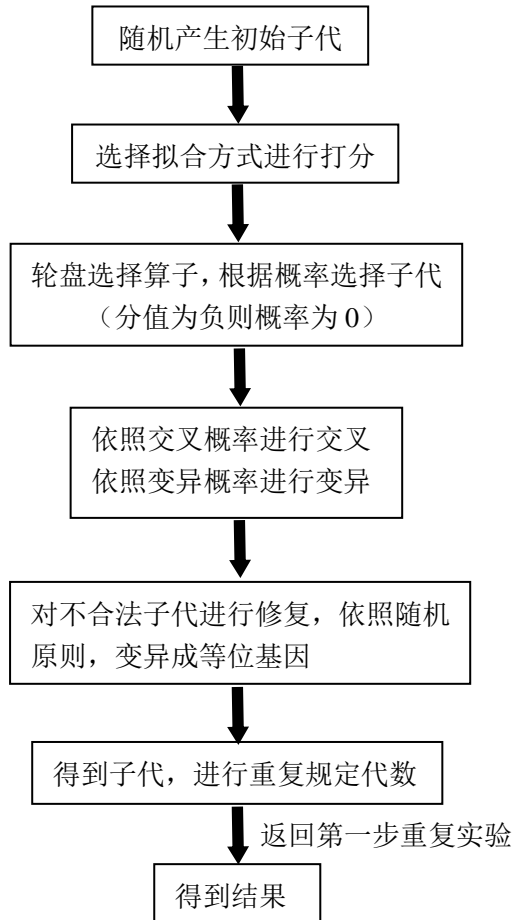 随机产生初始子代
选择拟合方式进行打分
轮盘选择算子，根据概率选择子代
（分值为负则概率为 0）
依照交叉概率进行交叉
依照变异概率进行变异
对不合法子代进行修复，依照随机
原则，变异成等位基因
得到子代，进行重复规定代数
返回第一步重复实验
得到结果